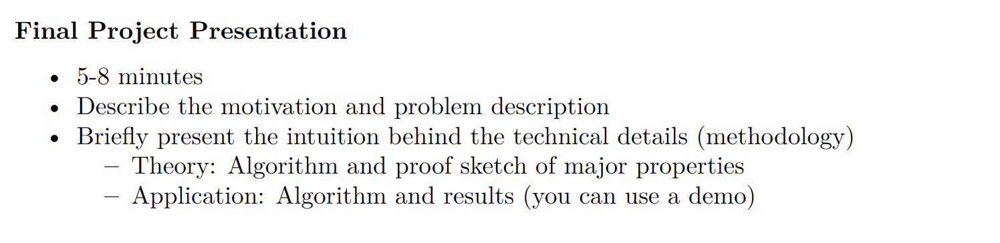 Final Project Presentation
• 5-8 minutes
• Describe the motivation and problem description
• Briefly present the intuition behind the technical details (methodology)
– Theory: Algorithm and proof sketch of major properties
– Application: Algorithm and results (you can use a demo)